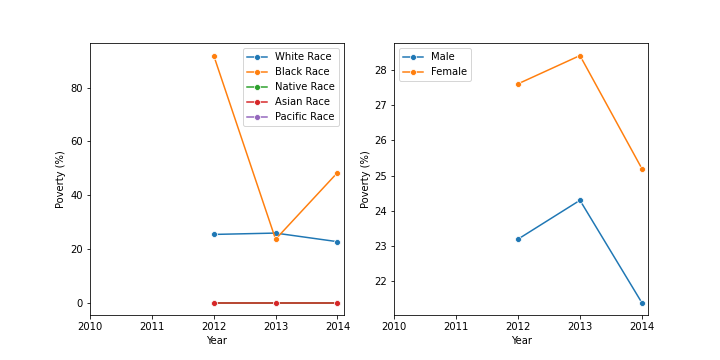 White Race
Black Race
Native Race
Asian Race
Pacific Race
Poverty (%)
80
60
40
20
0
2010 2011 2012 2013 2014
Year
Male
Female
Poverty (%)
28
27
26
25
24
23
22
2010 2011 2012 2013 2014
Year